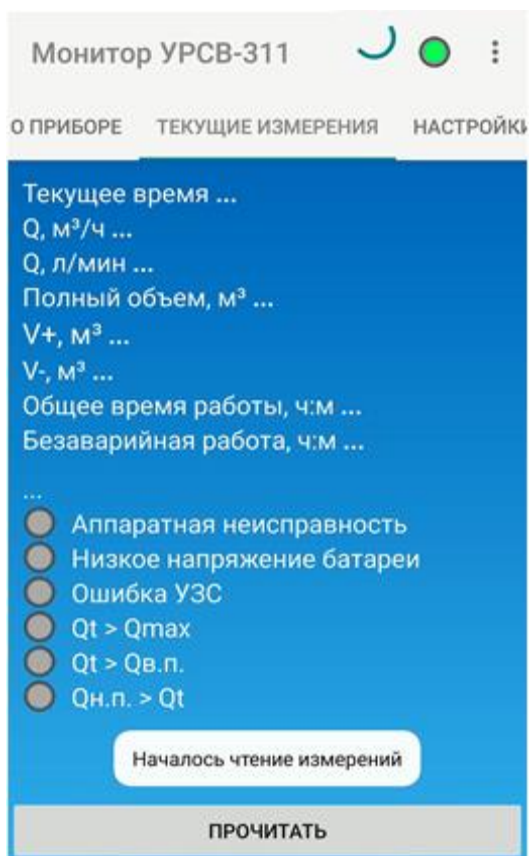 Монитор УРСВ-311
О ПРИБОРЕ ТЕКУЩИЕ ИЗМЕРЕНИЯ НАСТРОЙКИ
Текущее время ...
Q, м³/ч ...
Q, л/мин ...
Полный объем, м³ ...
V+, м³ ...
V-, м³ ...
Общее время работы, ч:м ...
Безаварийная работа, ч:м ...
...
Аппаратная неисправность
Низкое напряжение батареи
Ошибка УЗС
Qt > Qmax
Qt > Qв.п.
Qн.п. > Qt
Началось чтение измерений
ПРОЧИТАТЬ